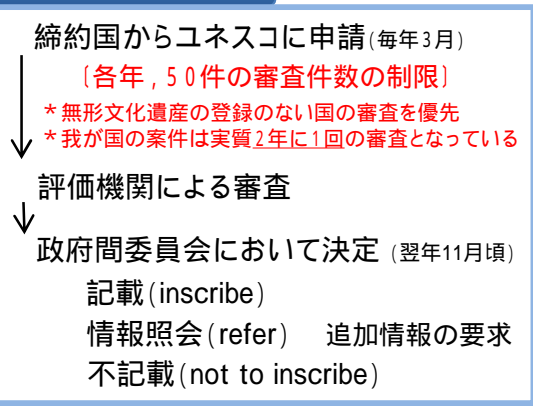 締約国からユネスコに申請(毎年3月)
〔各年,50件の審査件数の制限〕
*無形文化遺産の登録のない国の審査を優先
*我が国の案件は実質2年に1回の審査となっている
評価機関による審査
政府間委員会において決定 (翌年11月頃)
記載(inscribe)
情報照会(refer) 追加情報の要求
不記載(not to inscribe)